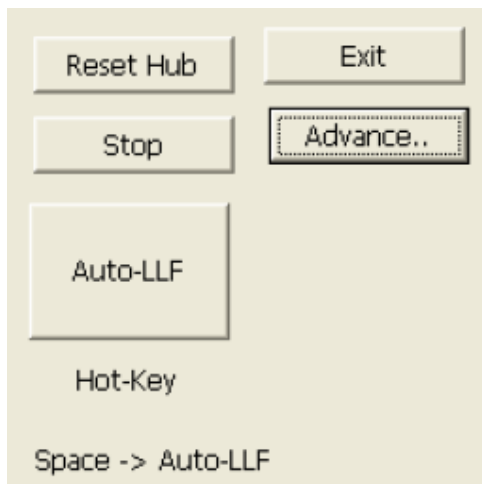 Reset Hub
Exit
Stop
Advance..
Auto-LLF
Hot-Key
Space -> Auto-LLF